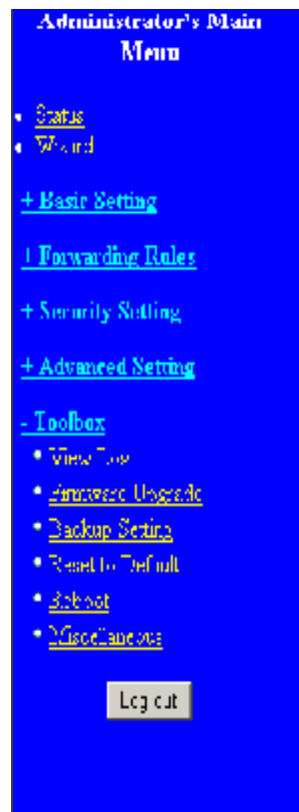 Administrator's Main
Menu
Status
Wizard
+ Basic Setting
+ Forwarding Rules
+ Security Setting
+ Advanced Setting
- Toolbox
View Log
Firmware Upgrade
Backup Setting
Reset to Default
Reboot
Miscellaneous
Log out